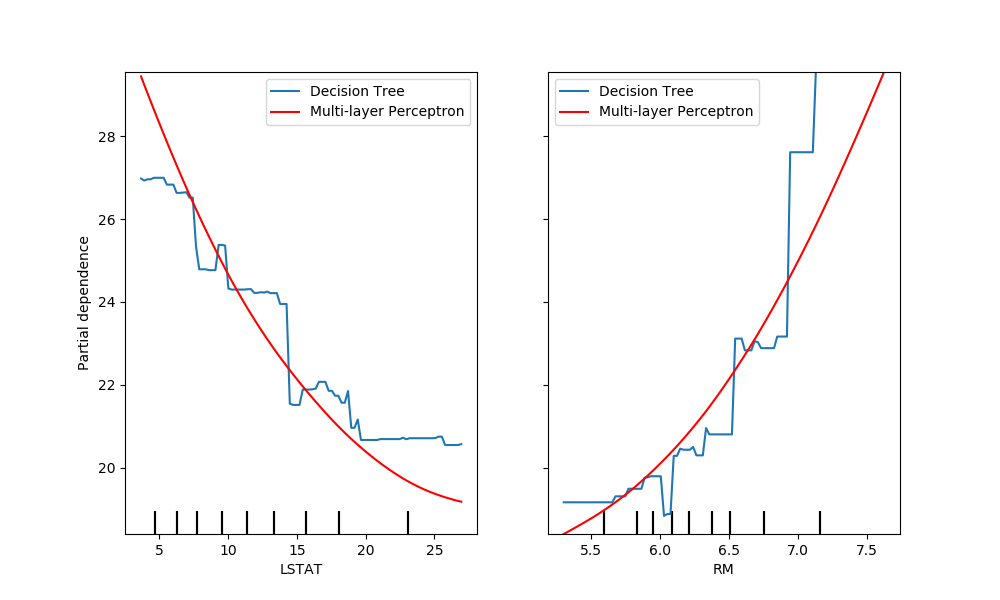 Decision Tree
Multi-layer Perceptron
Partial dependence
28
26
24
22
20
5 10 15 20 25
LSTAT
Decision Tree
Multi-layer Perceptron
5.5 6.0 6.5 7.0 7.5
RM